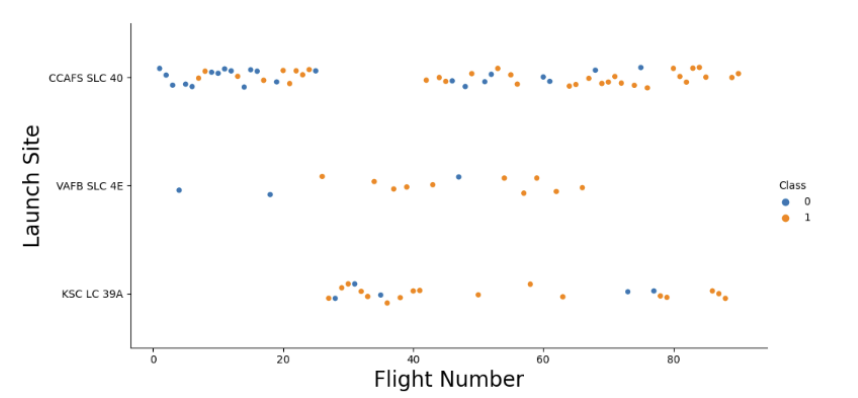 CCAFS SLC 40
VAFB SLC 4E
KSC LC 39A
Launch Site
0 20 40 60 80
Flight Number
Class
0
1